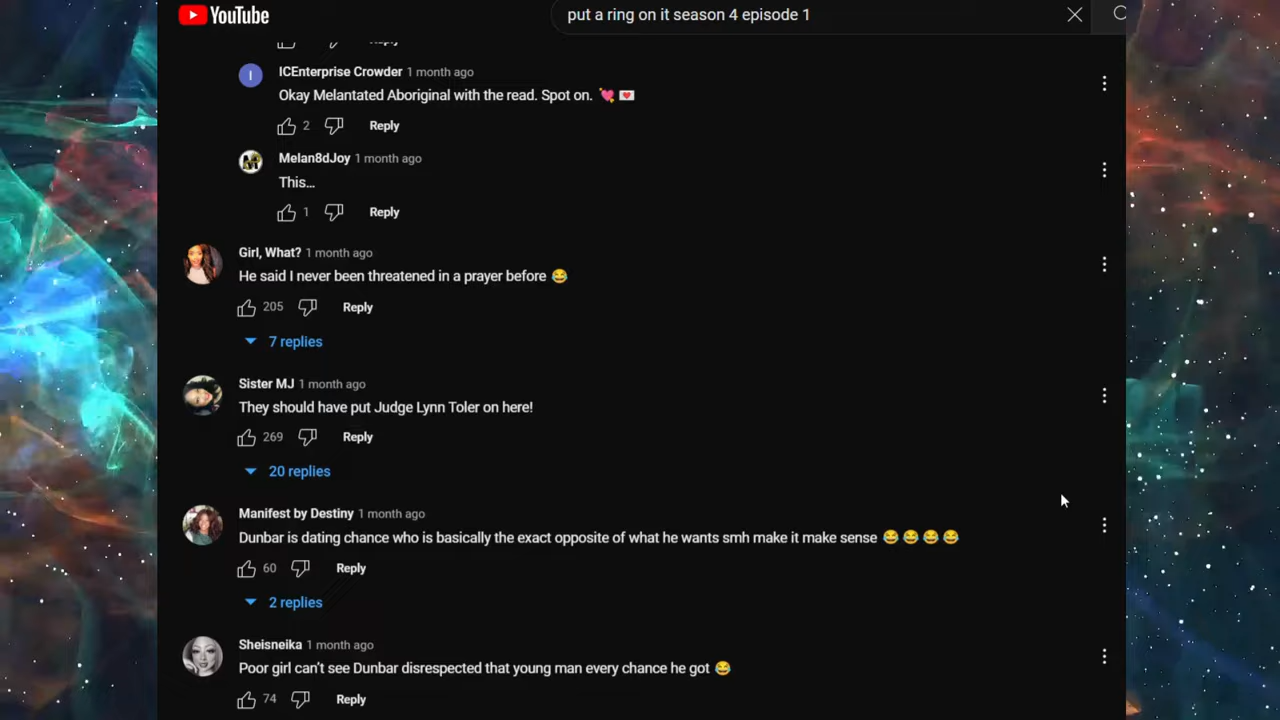 YouTube
put a ring on it season 4 episode 1
Reply
ICEnterprise Crowder 1 month ago
Okay Melantated Aboriginal with the read. Spot on. 💘 💌
2 Reply
Melan8dJoy 1 month ago
This...
1 Reply
Girl, What? 1 month ago
He said I never been threatened in a prayer before 😂
205 Reply
7 replies
Sister MJ 1 month ago
They should have put Judge Lynn Toler on here!
269 Reply
20 replies
Manifest by Destiny 1 month ago
Dunbar is dating chance who is basically the exact opposite of what he wants smh make it make sense 😂 😂 😂 😂
60 Reply
2 replies
Sheisneika 1 month ago
Poor girl can't see Dunbar disrespected that young man every chance he got 😂
74 Reply